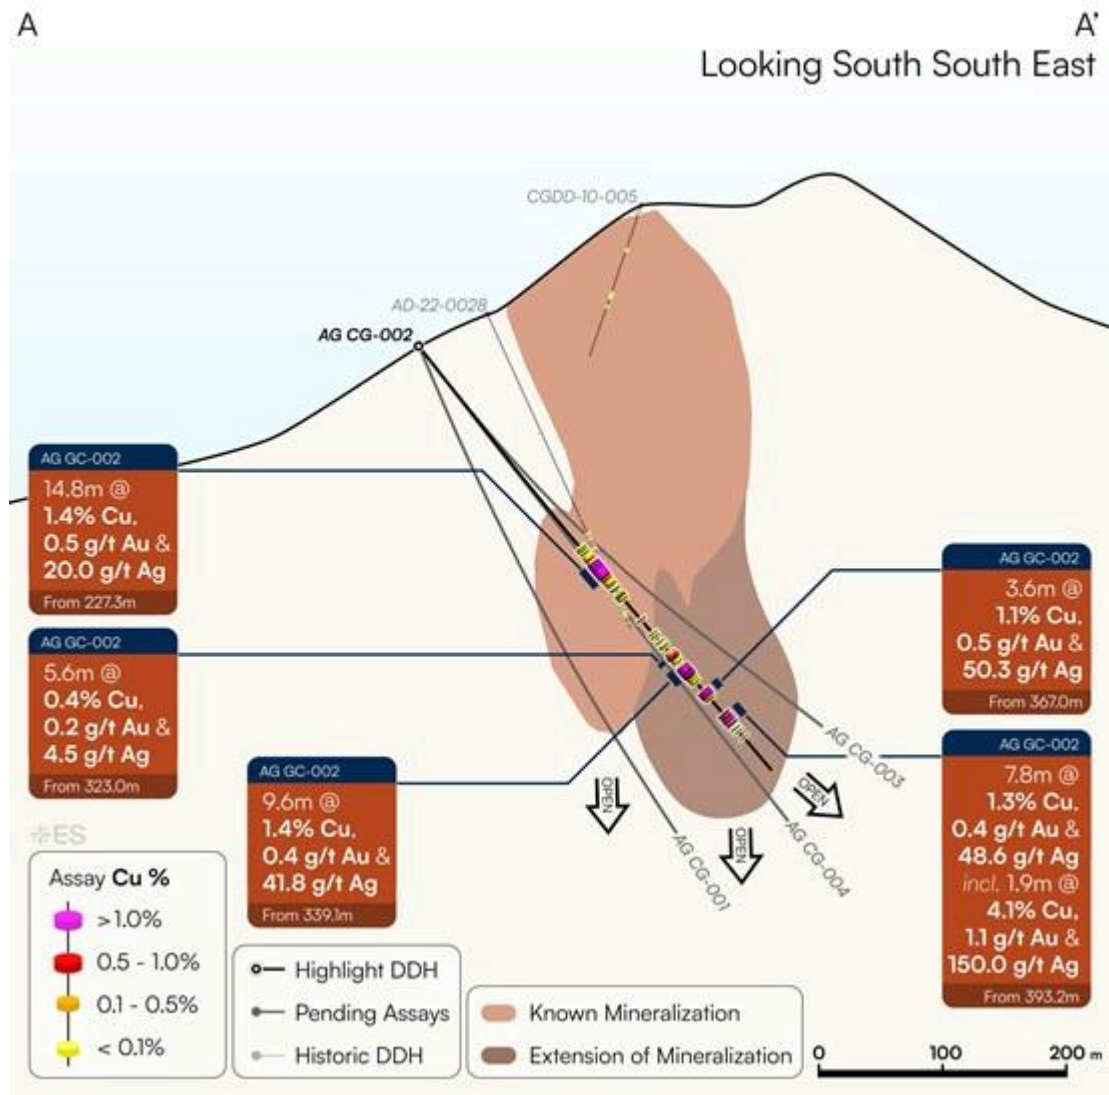 A
A'
Looking South South East
CGDD-10-005
AD-22-0028
AG CG-002
AG GC-002
14.8m @
1.4% Cu,
0.5 g/t Au &
20.0 g/t Ag
From 227.3m
AG GC-002
5.6m @
0.4% Cu,
0.2 g/t Au &
4.5 g/t Ag
From 323.0m
AG GC-002
9.6m @
1.4% Cu,
0.4 g/t Au &
41.8 g/t Ag
From 339.1m
AG GC-002
3.6m @
1.1% Cu,
0.5 g/t Au &
50.3 g/t Ag
From 367.0m
AG GC-002
7.8m @
1.3% Cu,
0.4 g/t Au &
48.6 g/t Ag
incl. 1.9m @
4.1% Cu,
1.1 g/t Au &
150.0 g/t Ag
From 393.2m
AG CG-003
AG CG-004
AG CG-001
OPEN
OPEN
OPEN
ES
Assay Cu %
>1.0%
0.5 - 1.0%
0.1 - 0.5%
< 0.1%
Highlight DDH
Pending Assays
Historic DDH
Known Mineralization
Extension of Mineralization
0 100 200 m